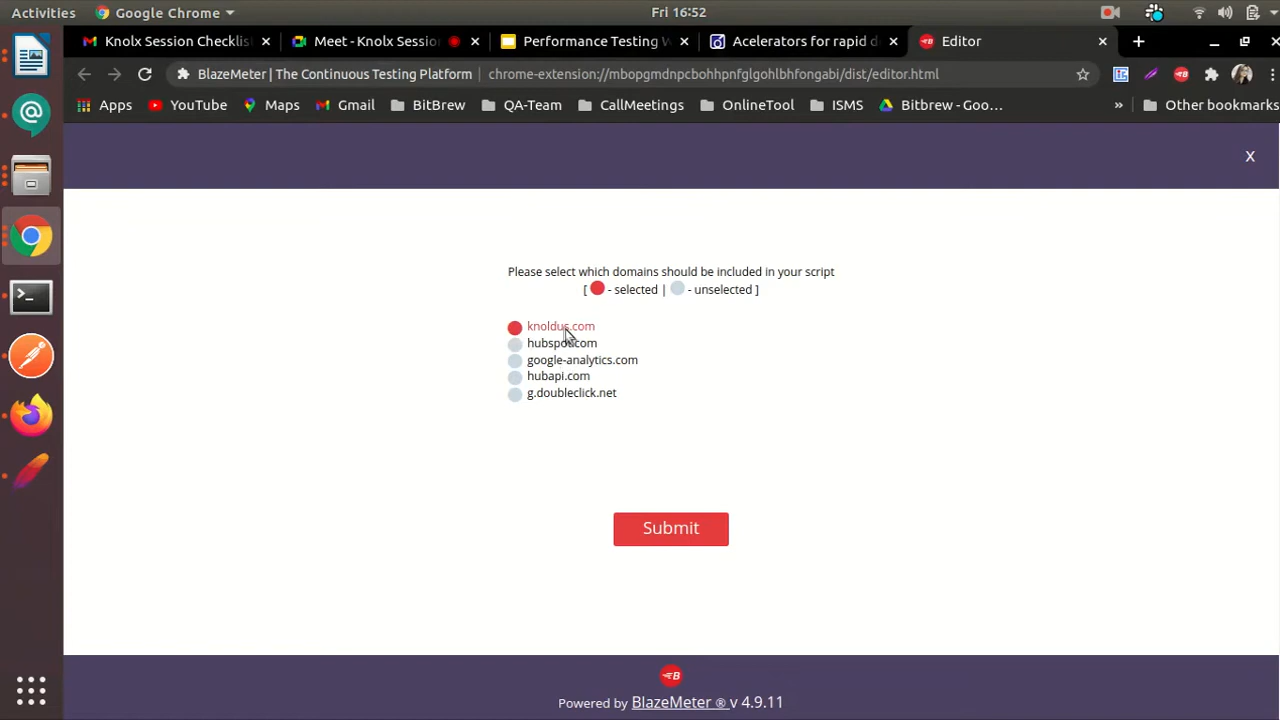 Activities Google Chrome Fri 16:52
Knolx Session Checklis Meet - Knolx Sessio Performance Testing W Acelerators for rapid d Editor
BlazeMeter | The Continuous Testing Platform chrome-extension://mbopgmdnpcbohhpnfglgohlbhfongabi/dist/editor.html
Apps YouTube Maps Gmail BitBrew QA-Team CallMeetings OnlineTool ISMS Bitbrew - Goo... » Other bookmarks
X
Please select which domains should be included in your script
[ - selected | - unselected ]
knoldus.com
hubspot.com
google-analytics.com
hubapi.com
g.doubleclick.net
Submit
Powered by BlazeMeter ® v 4.9.11